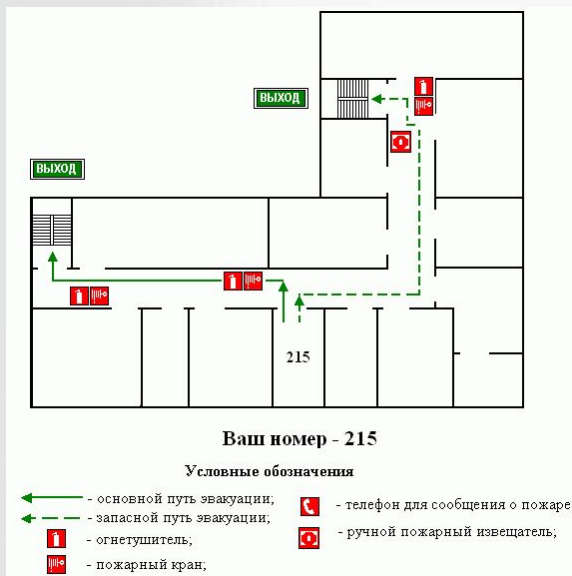 ВЫХОД
ВЫХОД
215
Ваш номер - 215
Условные обозначения
- основной путь эвакуации;
- запасной путь эвакуации;
- огнетушитель;
- пожарный кран;
- телефон для сообщения о пожаре
- ручной пожарный извещатель;